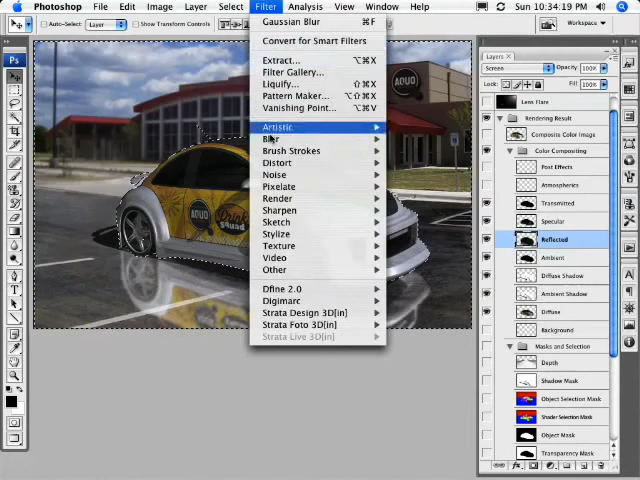 Photoshop File Edit Image Layer Select Filter Analysis View Window Sun 10:34:19 PM
Auto-Select: Show Transform Controls Workspace
Gaussian Blur ⌘F
Convert for Smart Filters
Extract... ⌥⌘X
Filter Gallery...
Liquify... ⇧⌘X
Pattern Maker... ⌥⇧⌘X
Vanishing Point... ⌥⌘V
Artistic
Blur
Brush Strokes
Distort
Noise
Pixelate
Render
Sharpen
Sketch
Stylize
Texture
Video
Other
Dfine 2.0
Digimarc
Strata Design 3D[in]
Strata Foto 3D[in]
Strata Live 3D[in]
Ps
AQUO
AQUO
Drink
Squad
Layers
Screen Opacity: 100%
Lock: Fill: 100%
Lens Flare
Rendering Result
Composite Color Image
Color Compositing
Post Effects
Atmospherics
Transmitted
Specular
Reflected
Ambient
Diffuse Shadow
Ambient Shadow
Diffuse
Background
Masks and Selection
Depth
Shadow Mask
Object Selection Mask
Shader Selection Mask
Object Mask
Transparency Mask